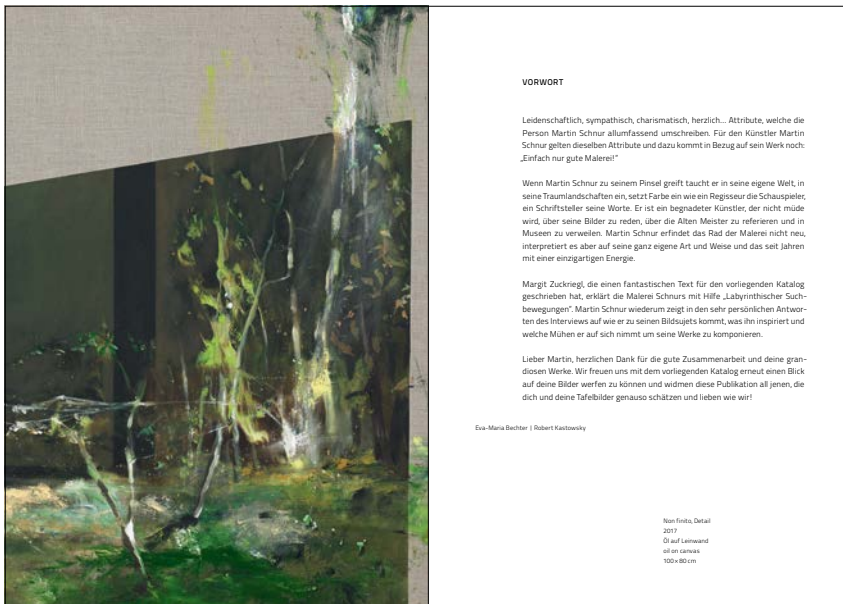 VORWORT
Leidenschaftlich, sympathisch, charismatisch, herzlich... Attribute, welche die
Person Martin Schnur allumfassend umschreiben. Für den Künstler Martin
Schnur gelten dieselben Attribute und dazu kommt in Bezug auf sein Werk noch:
„Einfach nur gute Malerei!“
Wenn Martin Schnur zu seinem Pinsel greift taucht er in seine eigene Welt, in
seine Traumlandschaften ein, setzt Farbe ein wie ein Regisseur die Schauspieler,
ein Schriftsteller seine Worte. Er ist ein begnadeter Künstler, der nicht müde
wird, über seine Bilder zu reden, über die Alten Meister zu referieren und in
Museen zu verweilen. Martin Schnur erfindet das Rad der Malerei nicht neu,
interpretiert es aber auf seine ganz eigene Art und Weise und das seit Jahren
mit einer einzigartigen Energie.
Margit Zuckriegl, die einen fantastischen Text für den vorliegenden Katalog
geschrieben hat, erklärt die Malerei Schnurs mit Hilfe „Labyrinthischer Such-
bewegungen“. Martin Schnur wiederum zeigt in den sehr persönlichen Antwor-
ten des Interviews auf wie er zu seinen Bildsujets kommt, was ihn inspiriert und
welche Mühen er auf sich nimmt um seine Werke zu komponieren.
Lieber Martin, herzlichen Dank für die gute Zusammenarbeit und deine gran-
diosen Werke. Wir freuen uns mit dem vorliegenden Katalog erneut einen Blick
auf deine Bilder werfen zu können und widmen diese Publikation all jenen, die
dich und deine Tafelbilder genauso schätzen und lieben wie wir!
Eva-Maria Bechter | Robert Kastowsky
Non finito, Detail
2017
Öl auf Leinwand
oil on canvas
100 × 80 cm